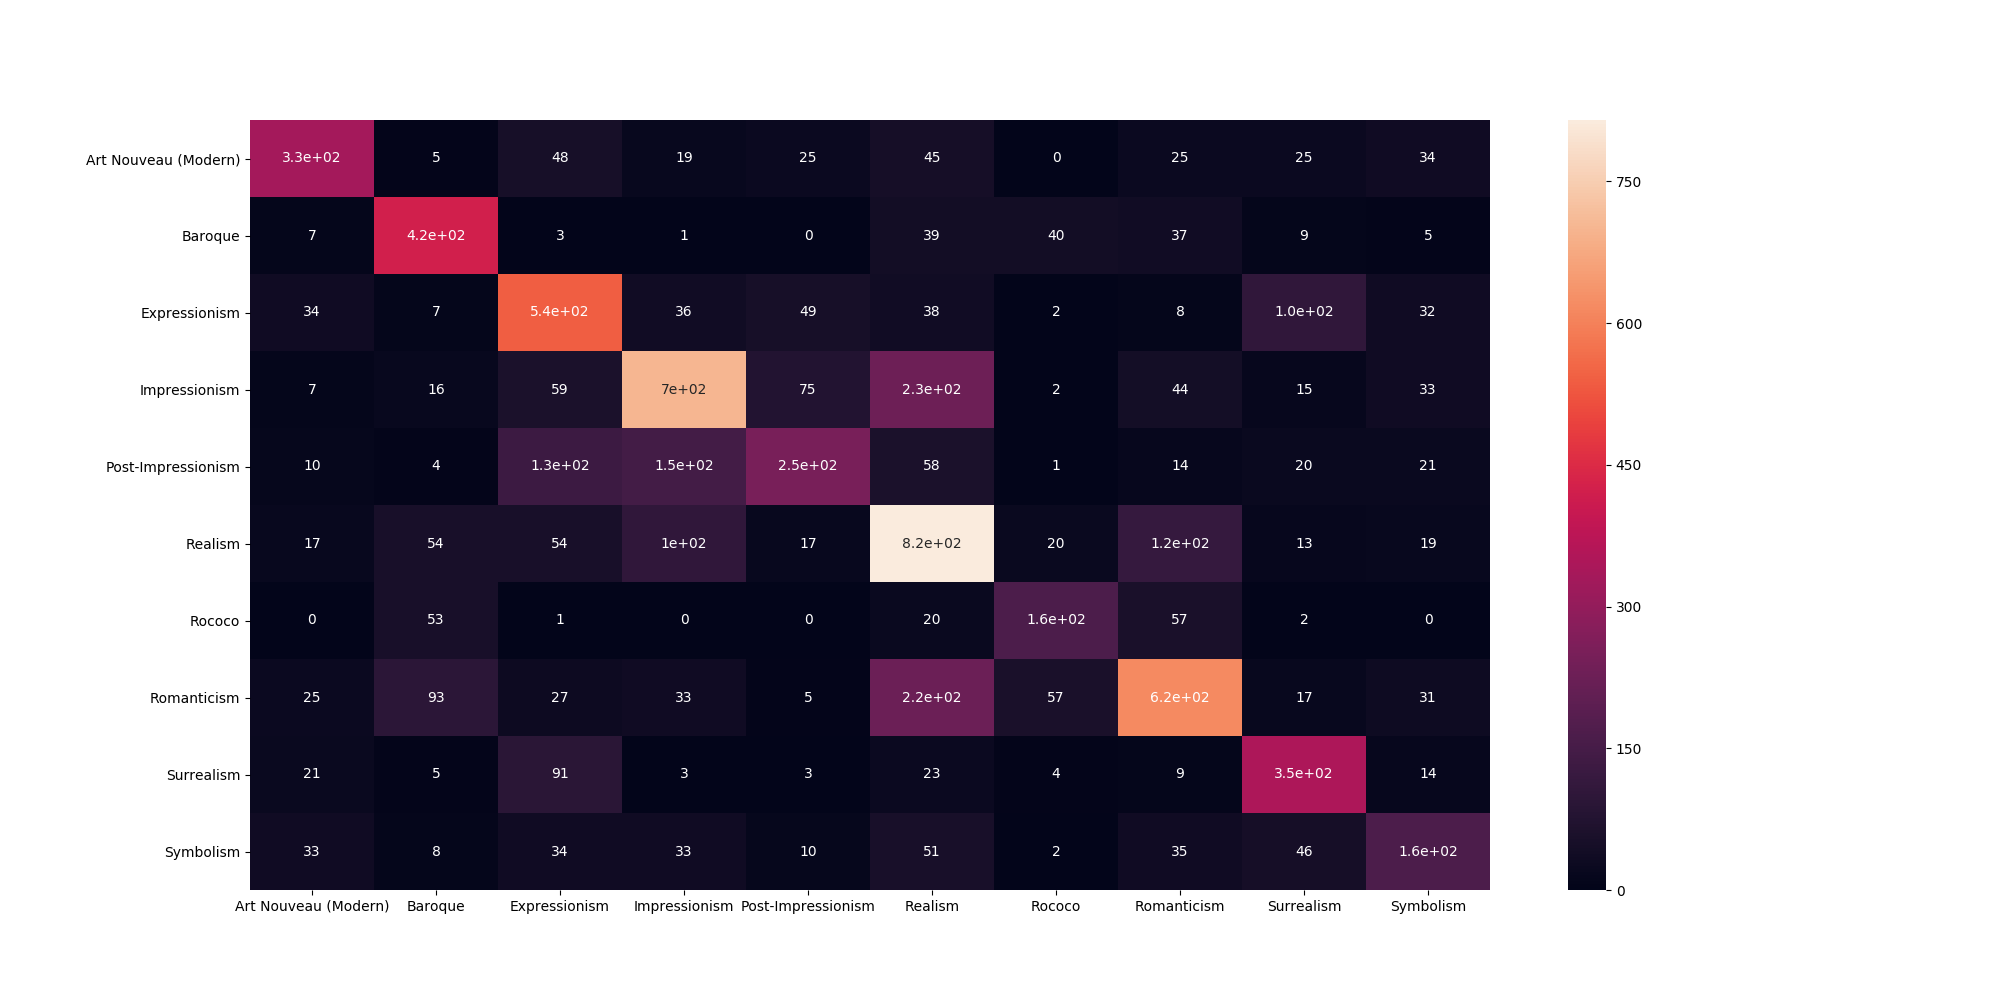 Art Nouveau (Modern) 3.3e+02 5 48 19 25 45 0 25 25 34
750
Baroque 7 4.2e+02 3 1 0 39 40 37 9 5
Expressionism 34 7 5.4e+02 36 49 38 2 8 1.0e+02 32
600
Impressionism 7 16 59 7e+02 75 2.3e+02 2 44 15 33
Post-Impressionism 10 4 1.3e+02 1.5e+02 2.5e+02 58 1 14 20 21
450
Realism 17 54 54 1e+02 17 8.2e+02 20 1.2e+02 13 19
300
Rococo 0 53 1 0 0 20 1.6e+02 57 2 0
Romanticism 25 93 27 33 5 2.2e+02 57 6.2e+02 17 31
150
Surrealism 21 5 91 3 3 23 4 9 3.5e+02 14
Symbolism 33 8 34 33 10 51 2 35 46 1.6e+02
0
Art Nouveau (Modern) Baroque Expressionism Impressionism Post-Impressionism Realism Rococo Romanticism Surrealism Symbolism